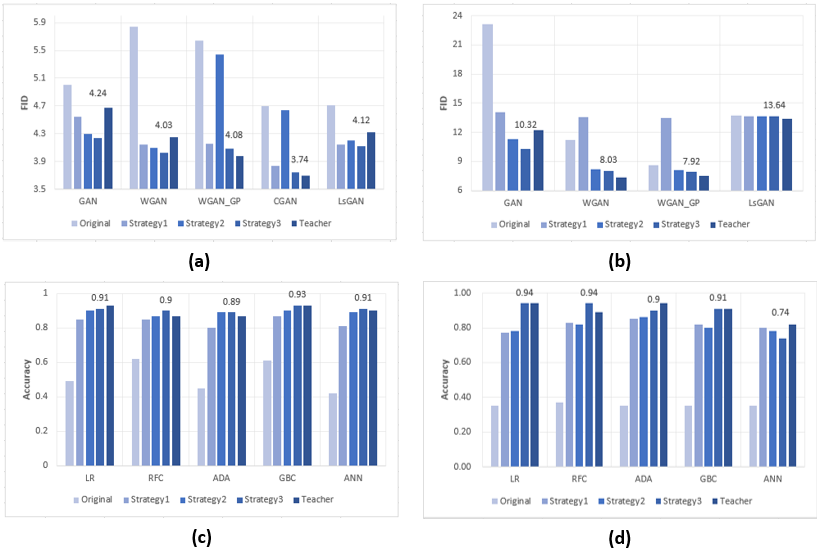 5.9
5.5
5.1
4.7
4.3
3.9
3.5
FID
4.24
4.03
4.08
3.74
4.12
GAN WGAN WGAN_GP CGAN LsGAN
Original Strategy1 Strategy2 Strategy3 Teacher
(a)
24
21
18
15
12
9
6
FID
10.32
8.03
7.92
13.64
GAN WGAN WGAN_GP LsGAN
Original Strategy1 Strategy2 Strategy3 Teacher
(b)
1
0.8
0.6
0.4
0.2
0
Accuracy
0.91
0.9
0.89
0.93
0.91
LR RFC ADA GBC ANN
Original Strategy1 Strategy2 Strategy3 Teacher
(c)
1.00
0.80
0.60
0.40
0.20
0.00
Accuracy
0.94
0.94
0.9
0.91
0.74
LR RFC ADA GBC ANN
Original Strategy1 Strategy2 Strategy3 Teacher
(d)